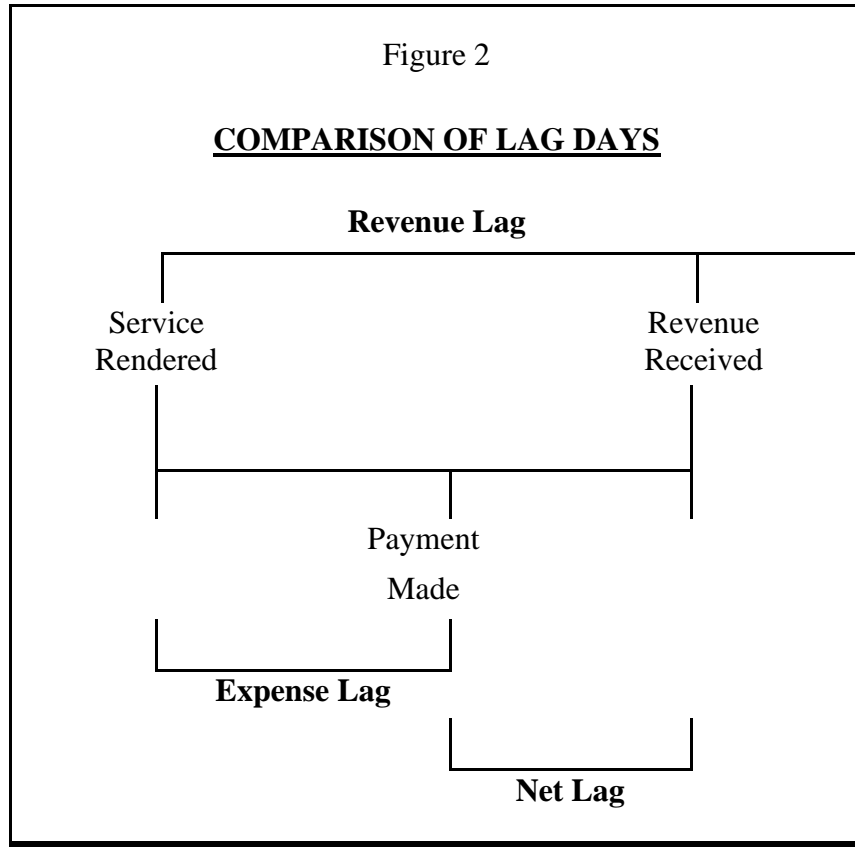 Figure 2
COMPARISON OF LAG DAYS
Revenue Lag
Service
Rendered
Revenue
Received
Payment
Made
Expense Lag
Net Lag